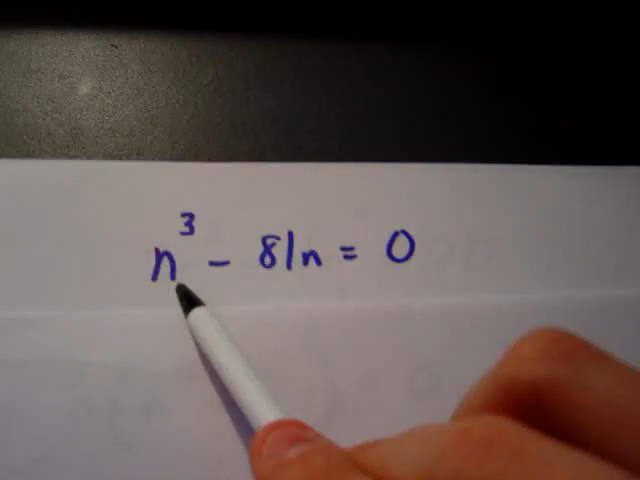 n³ - 81n = 0